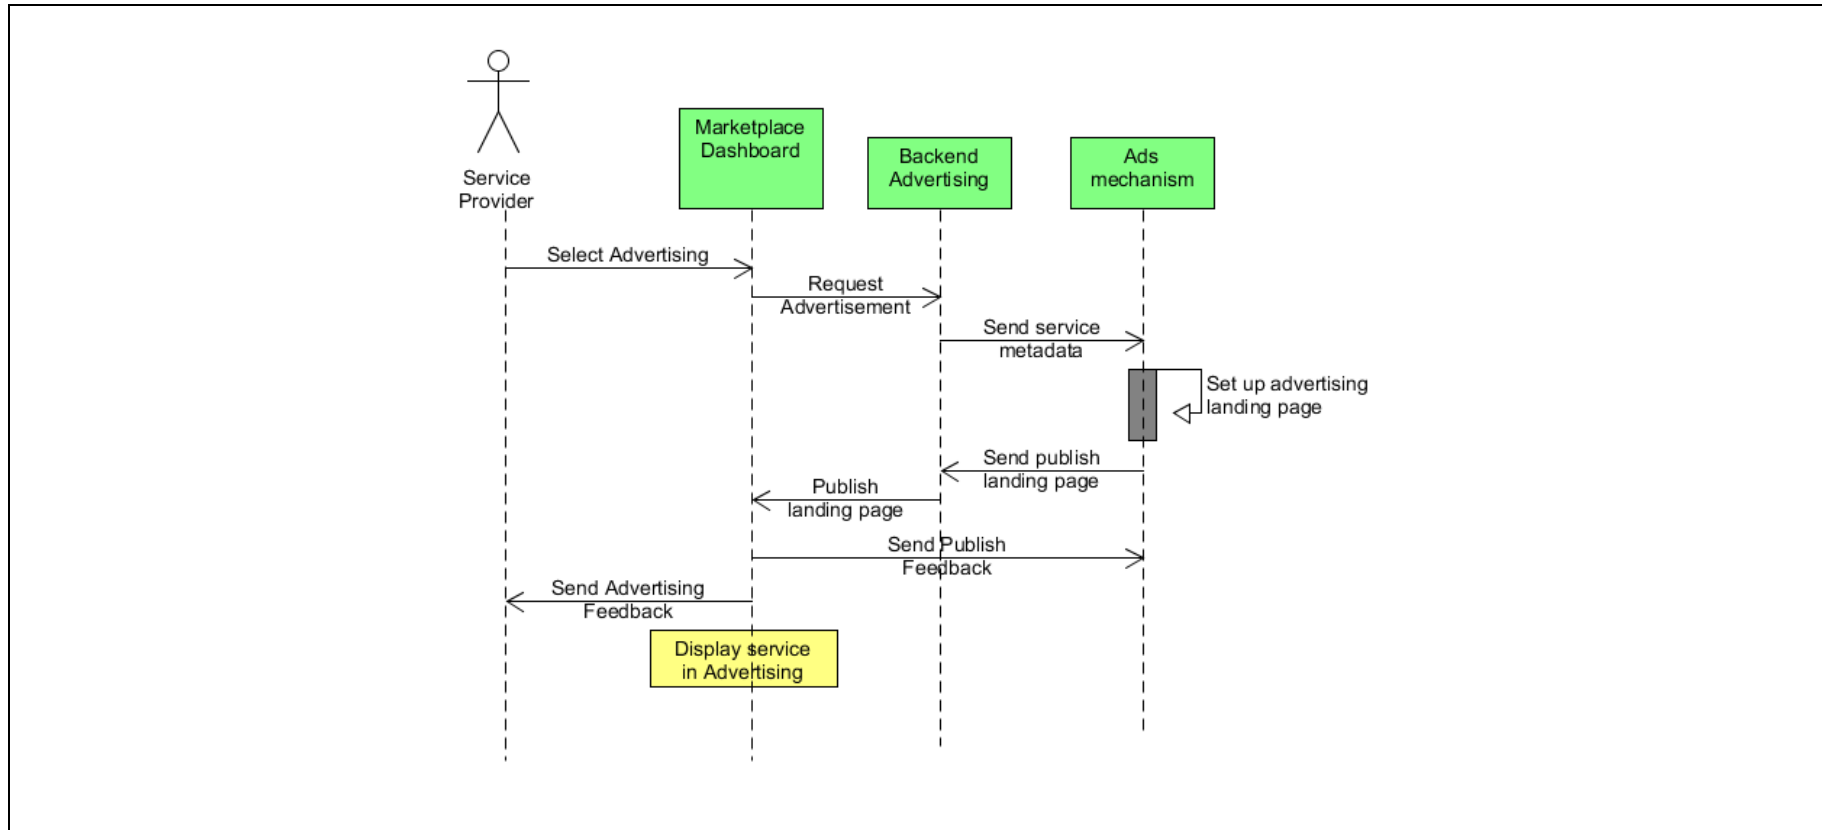 Service
Provider
Marketplace
Dashboard
Backend
Advertising
Ads
mechanism
Select Advertising
Request
Advertisement
Send service
metadata
Set up advertising
landing page
Send publish
landing page
Publish
landing page
Send Publish
Feedback
Send Advertising
Feedback
Display service
in Advertising